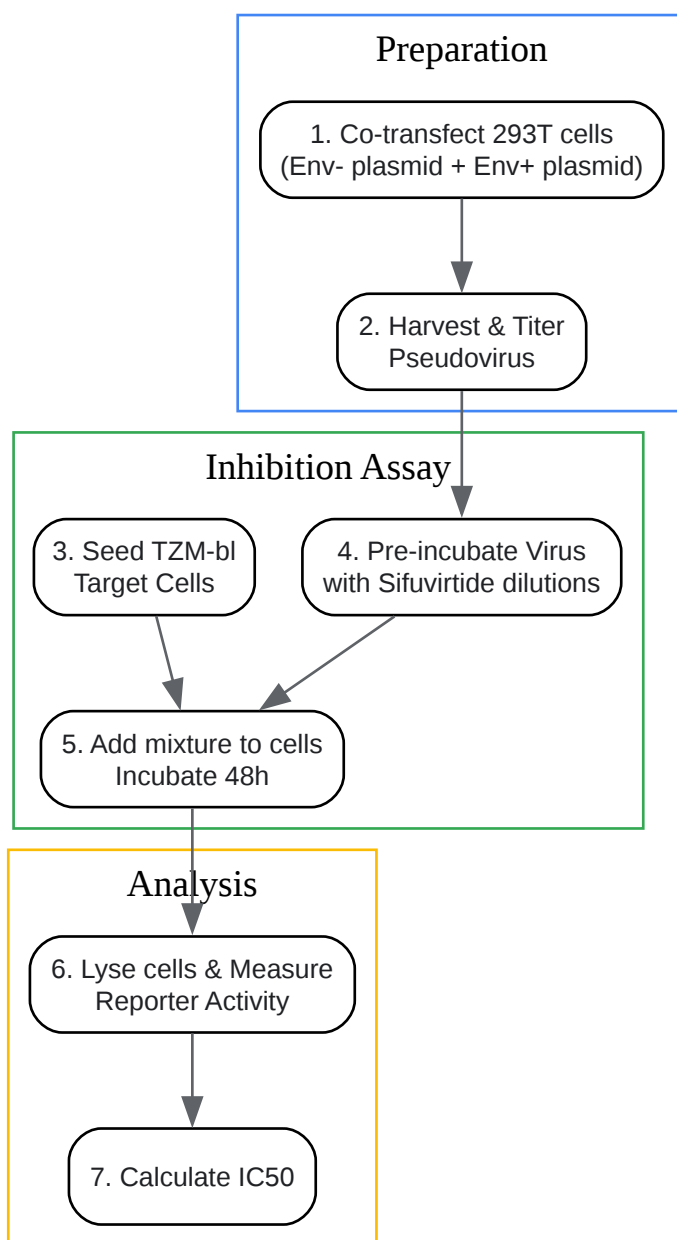 Preparation
1. Co-transfect 293T cells
(Env- plasmid + Env+ plasmid)
2. Harvest & Titer
Pseudovirus
Inhibition Assay
3. Seed TZM-bl
Target Cells
4. Pre-incubate Virus
with Sifuvirtide dilutions
5. Add mixture to cells
Incubate 48h
Analysis
6. Lyse cells & Measure
Reporter Activity
7. Calculate IC50